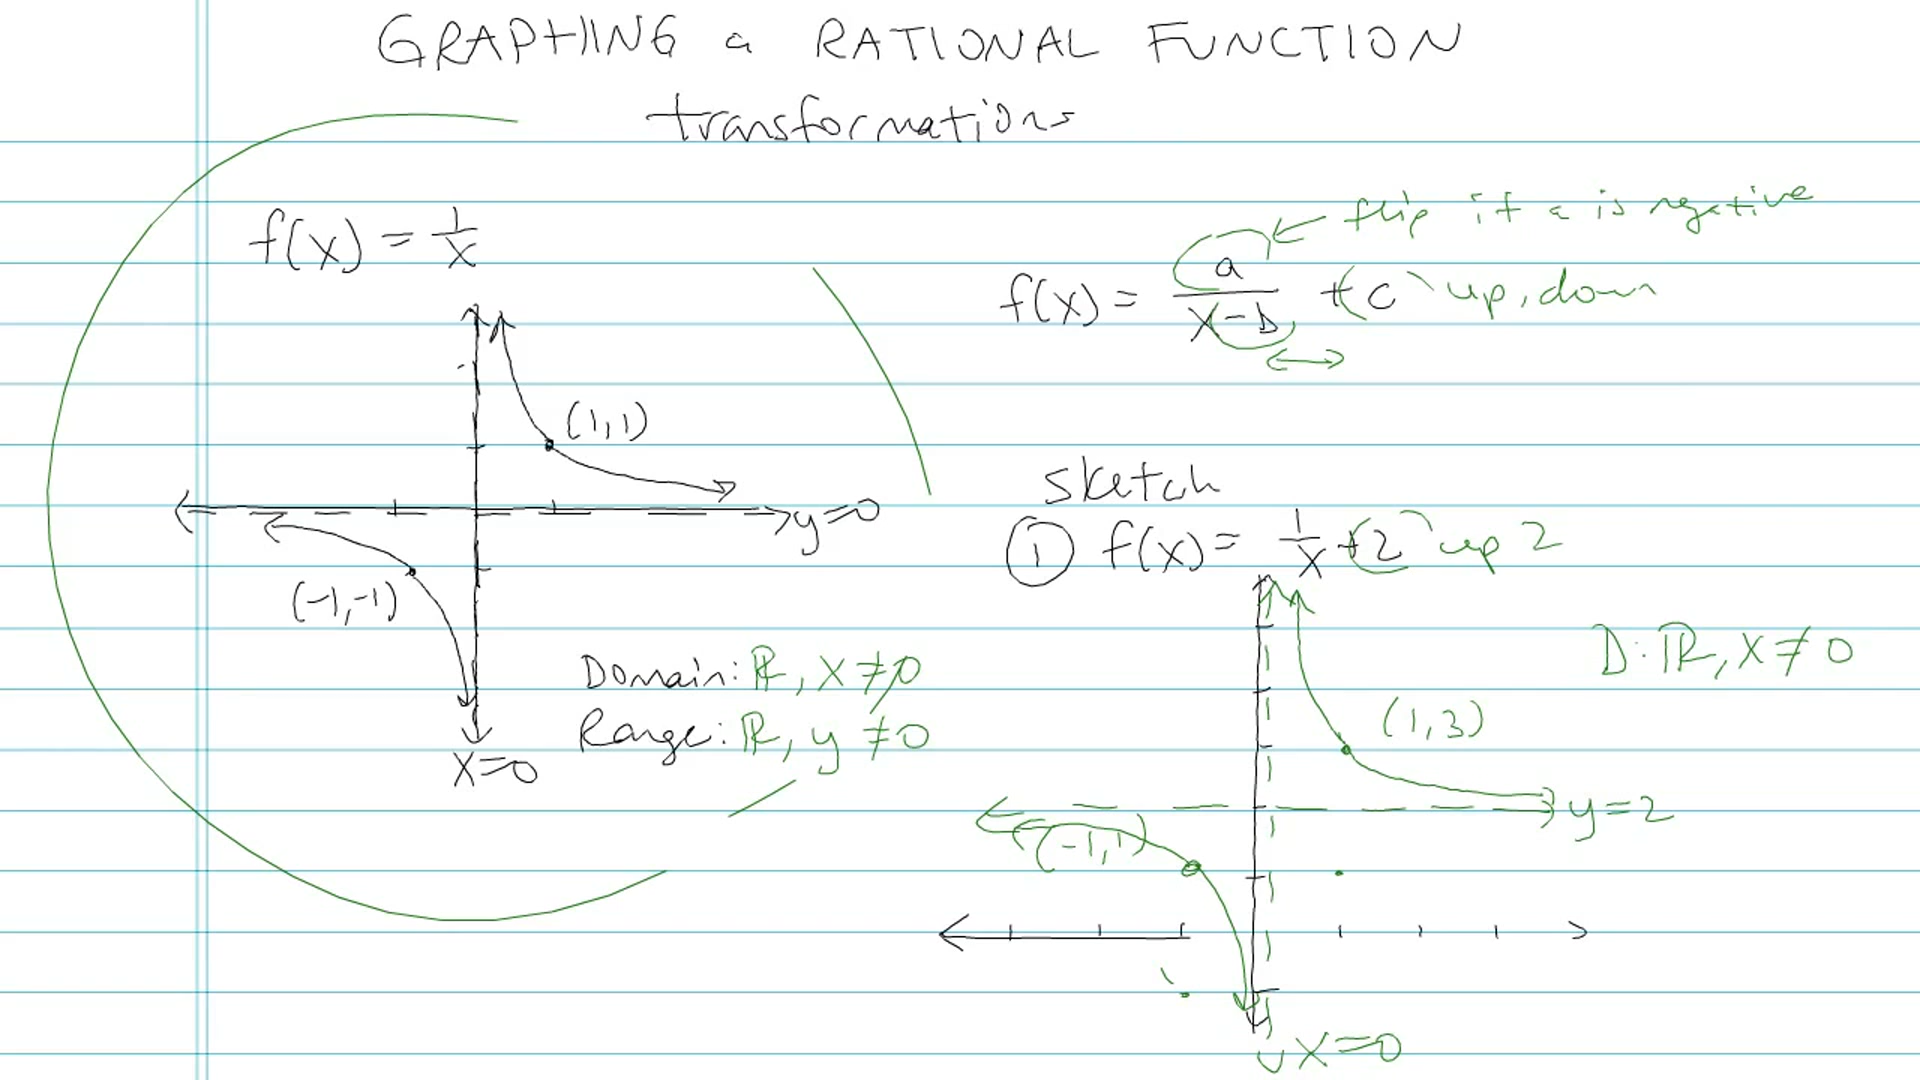 GRAPHING a RATIONAL FUNCTION
transformations
f(x) = 1/x
(1,1)
y=0
(-1,-1)
x=0
Domain: ℝ, x ≠ 0
Range: ℝ, y ≠ 0
flip if a is negative
f(x) = a/(x-b) + c up, down
sketch
① f(x) = 1/x + 2 up 2
D: ℝ, x ≠ 0
(1,3)
y=2
(-1,1)
x=0